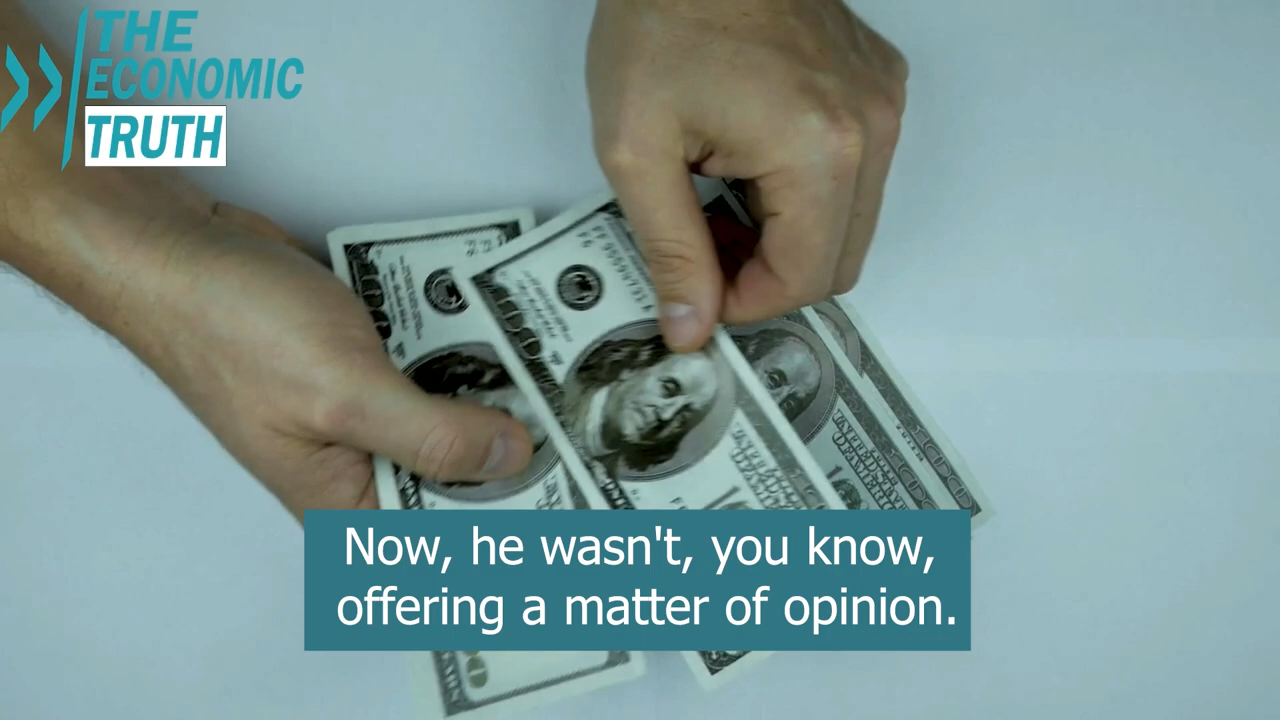 THE
ECONOMIC
TRUTH
Now, he wasn't, you know,
offering a matter of opinion.